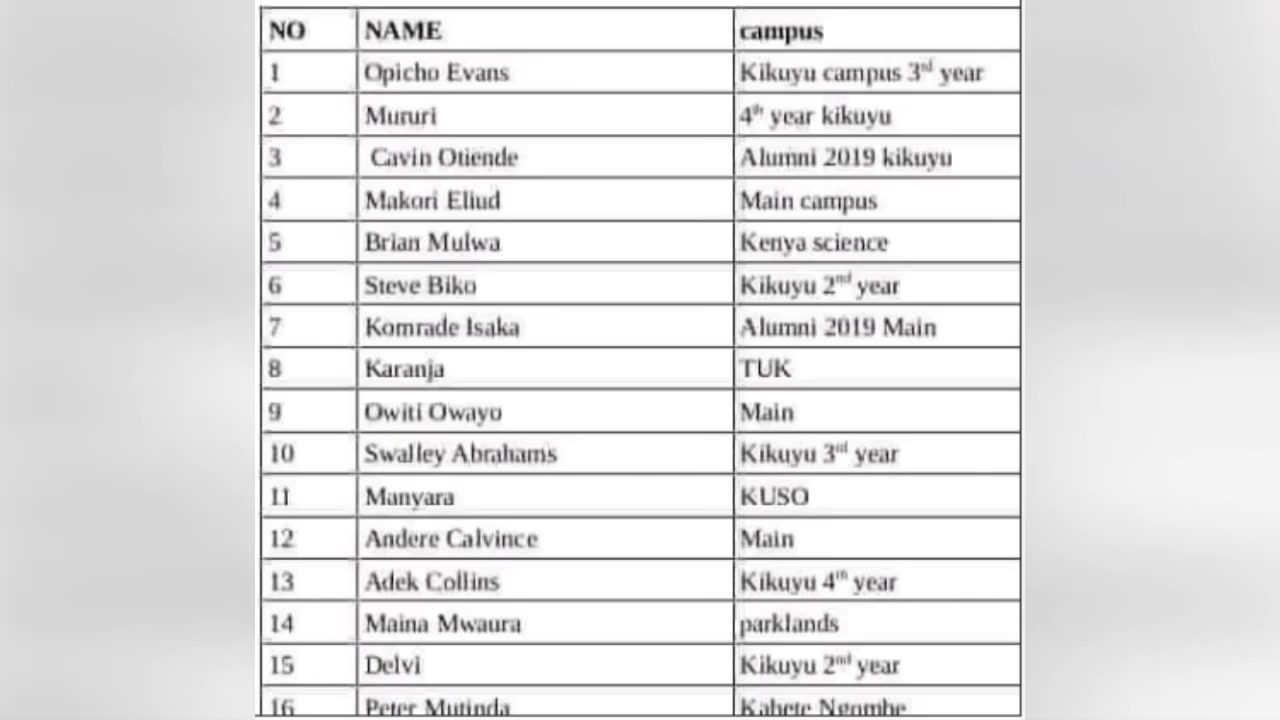 NO NAME campus
1 Opicho Evans Kikuyu campus 3rd year
2 Mururi 4th year kikuyu
3 Cavin Otiende Alumni 2019 kikuyu
4 Makori Eliud Main campus
5 Brian Mulwa Kenya science
6 Steve Biko Kikuyu 2nd year
7 Komrade Isaka Alumni 2019 Main
8 Karanja TUK
9 Owiti Owayo Main
10 Swalley Abrahams Kikuyu 3rd year
11 Manyara KUSO
12 Andere Calvince Main
13 Adek Collins Kikuyu 4th year
14 Maina Mwaura parklands
15 Delvi Kikuyu 2nd year
16 Peter Mutinda Kabete Ngombe